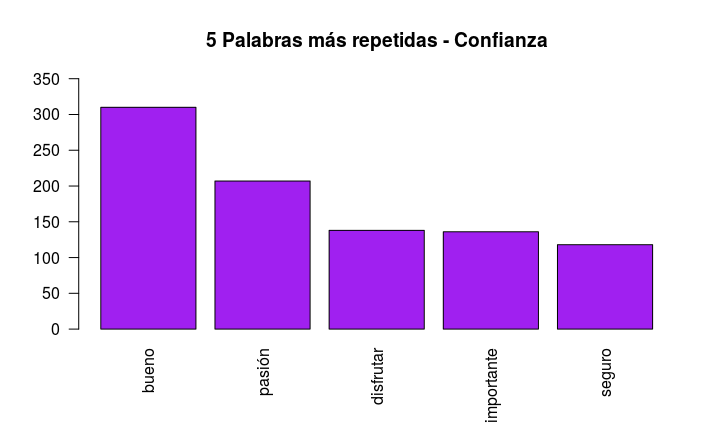 5 Palabras más repetidas - Confianza
350
300
250
200
150
100
50
0
bueno
pasión
disfrutar
importante
seguro